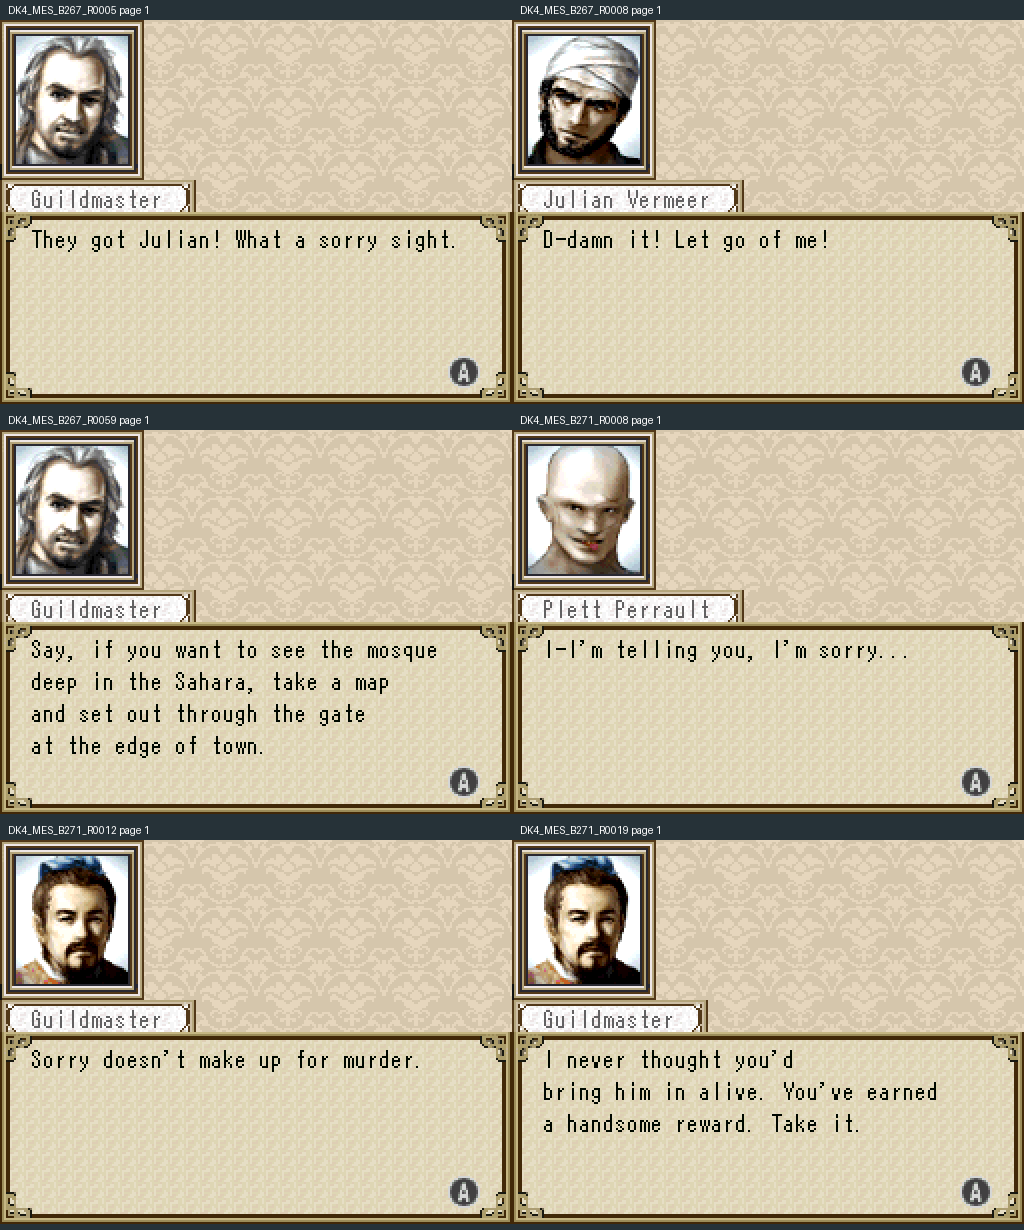 DK4_MES_B267_R0005 page 1
Guildmaster
They got Julian! What a sorry sight.
A
DK4_MES_B267_R0008 page 1
Julian Vermeer
D-damn it! Let go of me!
A
DK4_MES_B267_R0059 page 1
Guildmaster
Say, if you want to see the mosque
deep in the Sahara, take a map
and set out through the gate
at the edge of town.
A
DK4_MES_B271_R0008 page 1
Plett Perrault
I-I'm telling you, I'm sorry...
A
DK4_MES_B271_R0012 page 1
Guildmaster
Sorry doesn't make up for murder.
A
DK4_MES_B271_R0019 page 1
Guildmaster
I never thought you'd
bring him in alive. You've earned
a handsome reward. Take it.
A